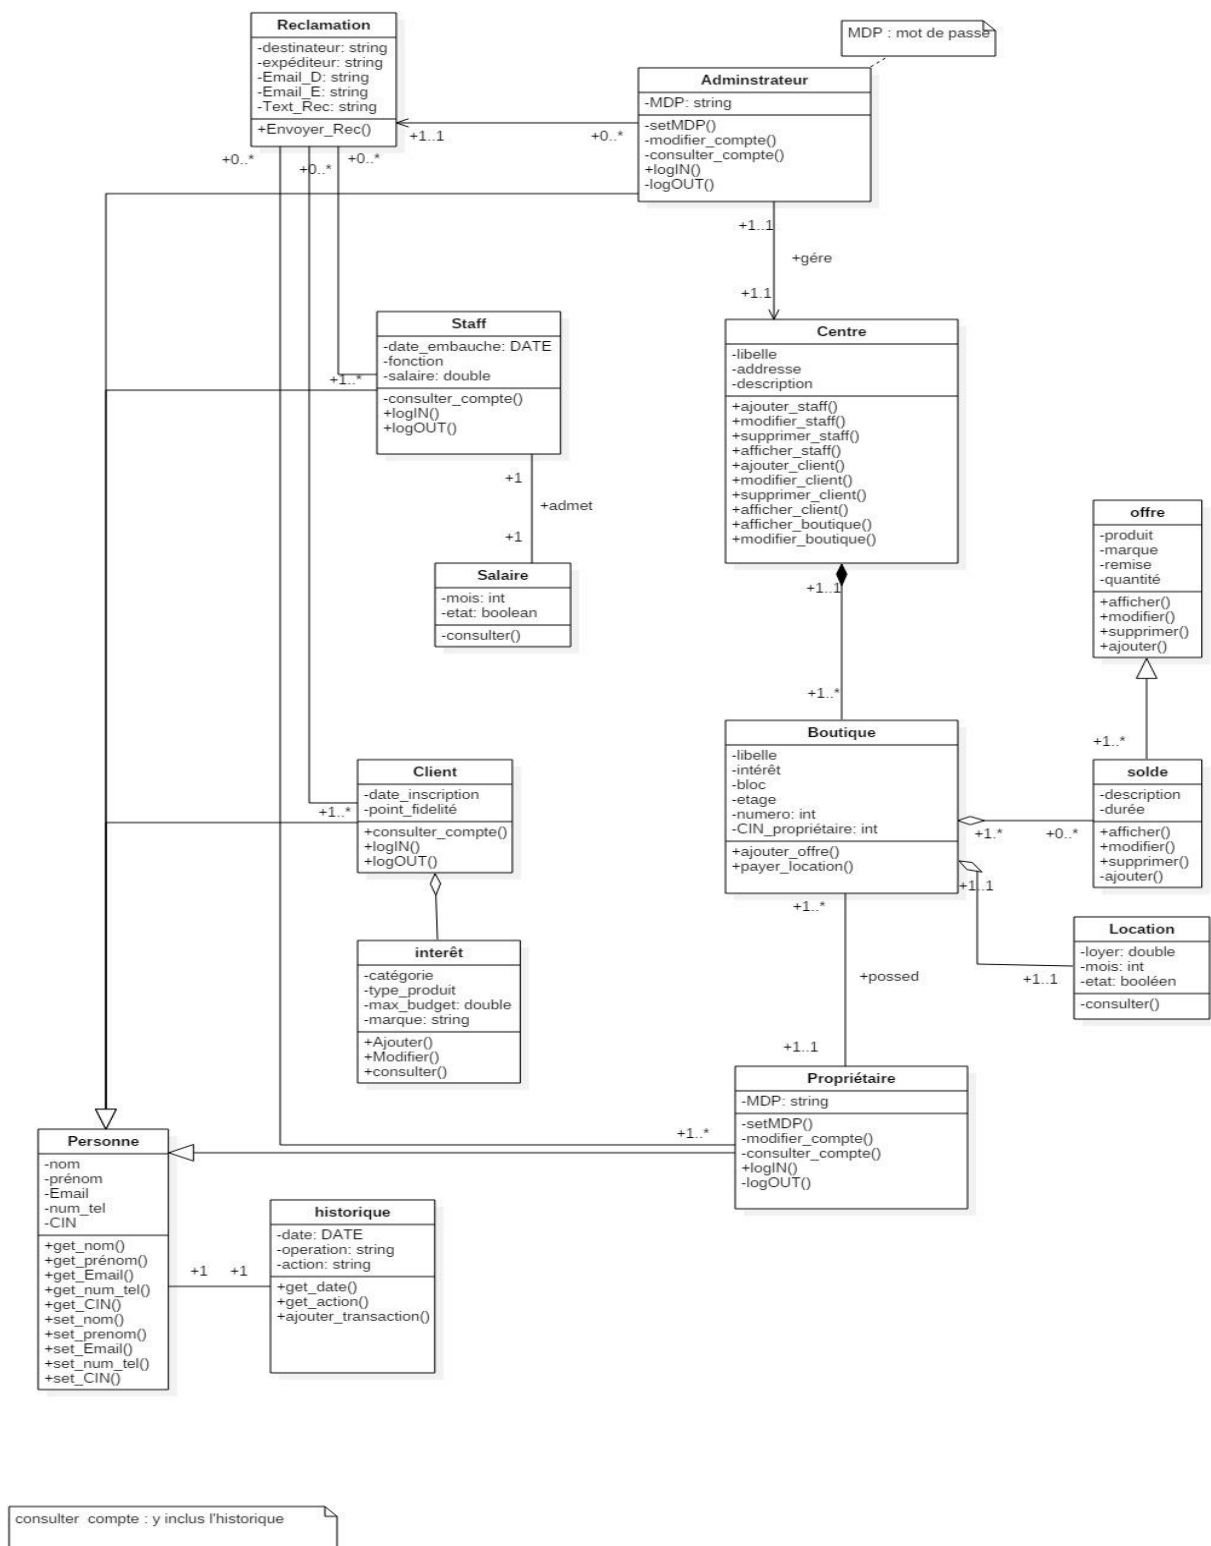 Reclamation
-destinateur: string
-expéditeur: string
-Email_D: string
-Email_E: string
-Text_Rec: string
+Envoyer_Rec()
MDP : mot de passe
Adminstrateur
-MDP: string
-setMDP()
-modifier_compte()
-consulter_compte()
+logIN()
-logOUT()
+1..1
+0..*
+0..*
+0..*
+0..*
+1..1
+gére
+1.1
Staff
-date_embauche: DATE
-fonction
-salaire: double
-consulter_compte()
+logIN()
+logOUT()
+1..*
+1
+admet
+1
Salaire
-mois: int
-etat: boolean
-consulter()
Centre
-libelle
-addresse
-description
+ajouter_staff()
+modifier_staff()
+supprimer_staff()
+afficher_staff()
+ajouter_client()
+modifier_client()
+supprimer_client()
+afficher_client()
+afficher_boutique()
+modifier_boutique()
+1..1
+1..*
offre
-produit
-marque
-remise
-quantité
+afficher()
+modifier()
+supprimer()
+ajouter()
+1..*
solde
-description
-durée
+afficher()
+modifier()
+supprimer()
-ajouter()
Boutique
-libelle
-intérêt
-bloc
-etage
-numero: int
-CIN_propriétaire: int
+ajouter_offre()
+payer_location()
+1.*
+0..*
+1..1
+1..1
Location
-loyer: double
-mois: int
-etat: booléen
-consulter()
Client
-date_inscription
-point_fidelité
+consulter_compte()
+logIN()
+logOUT()
+1..*
interêt
-catégorie
-type_produit
-max_budget: double
-marque: string
+Ajouter()
+Modifier()
+consulter()
+1..*
+possed
+1..1
Propriétaire
-MDP: string
-setMDP()
-modifier_compte()
-consulter_compte()
+logIN()
-logOUT()
+1..*
Personne
-nom
-prénom
-Email
-num_tel
-CIN
+get_nom()
+get_prénom()
+get_Email()
+get_num_tel()
+get_CIN()
+set_nom()
+set_prenom()
+set_Email()
+set_num_tel()
+set_CIN()
+1
+1
historique
-date: DATE
-operation: string
-action: string
+get_date()
+get_action()
+ajouter_transaction()
consulter compte : y inclus l'historique